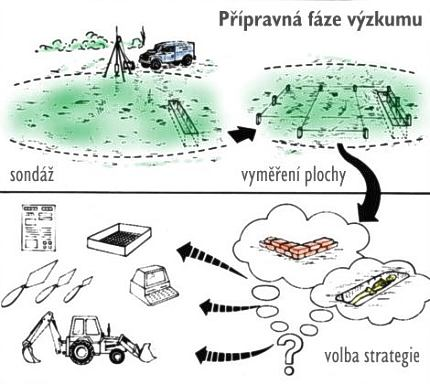 Přípravná fáze výzkumu
sondáž
vyměření plochy
?
volba strategie